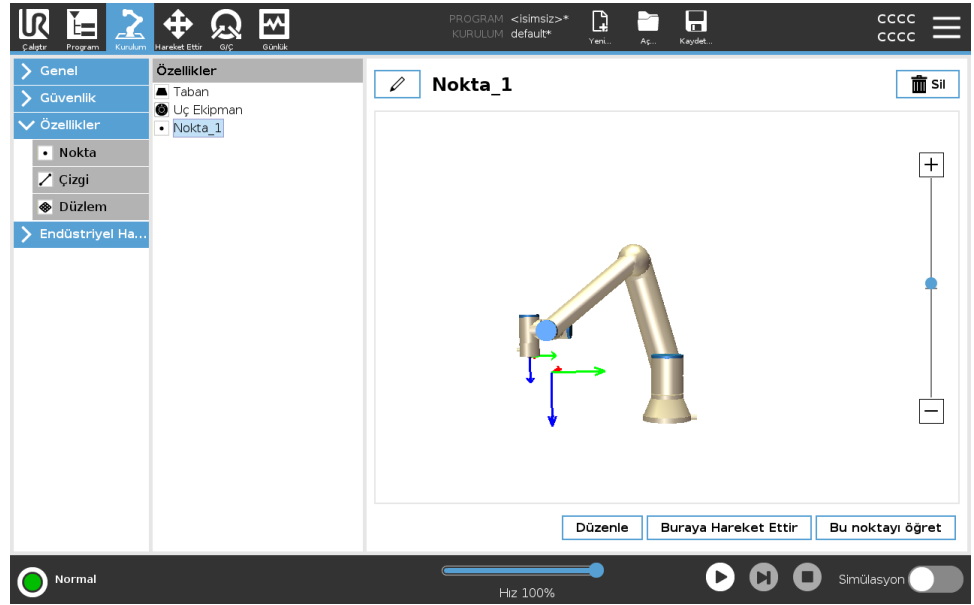 PROGRAM <isimsiz>*
KURULUM default*
cccc
cccc
Çalıştır Program Kurulum Hareket Ettir G/Ç Günlük Yeni... Aç... Kaydet...
Genel
Güvenlik
Özellikler
Nokta
Çizgi
Düzlem
Endüstriyel Ha...
Özellikler
Taban
Uç Ekipman
Nokta_1
Nokta_1
Sil
Düzenle Buraya Hareket Ettir Bu noktayı öğret
Normal
Hız 100%
Simülasyon